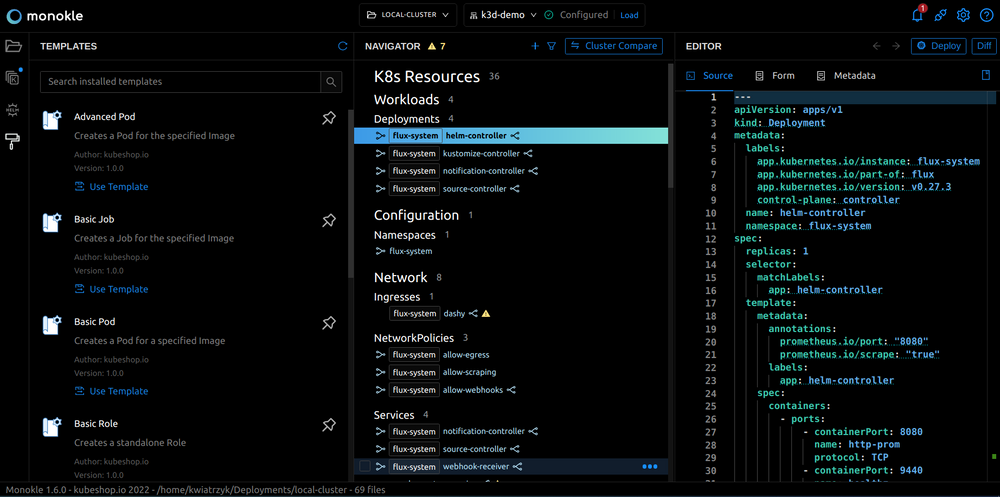 monokle
LOCAL-CLUSTER
k3d-demo
Configured
Load
1
TEMPLATES
Search installed templates
Advanced Pod
Creates a Pod for the specified Image
Author: kubeshop.io
Version: 1.0.0
Use Template
Basic Job
Creates a Job for the specified Image
Author: kubeshop.io
Version: 1.0.0
Use Template
Basic Pod
Creates a Pod for a specified Image
Author: kubeshop.io
Version: 1.0.0
Use Template
Basic Role
Creates a standalone Role
Author: kubeshop.io
NAVIGATOR 7
Cluster Compare
K8s Resources 36
Workloads 4
Deployments 4
flux-system helm-controller
flux-system kustomize-controller
flux-system notification-controller
flux-system source-controller
Configuration 1
Namespaces 1
flux-system
Network 8
Ingresses 1
flux-system dashy
NetworkPolicies 3
flux-system allow-egress
flux-system allow-scraping
flux-system allow-webhooks
Services 4
flux-system notification-controller
flux-system source-controller
flux-system webhook-receiver
EDITOR
Deploy
Diff
Source
Form
Metadata
1 ---
2 apiVersion: apps/v1
3 kind: Deployment
4 metadata:
5 labels:
6 app.kubernetes.io/instance: flux-system
7 app.kubernetes.io/part-of: flux
8 app.kubernetes.io/version: v0.27.3
9 control-plane: controller
10 name: helm-controller
11 namespace: flux-system
12 spec:
13 replicas: 1
14 selector:
15 matchLabels:
16 app: helm-controller
17 template:
18 metadata:
19 annotations:
20 prometheus.io/port: "8080"
21 prometheus.io/scrape: "true"
22 labels:
23 app: helm-controller
24 spec:
25 containers:
26 - ports:
27 - containerPort: 8080
28 name: http-prom
29 protocol: TCP
30 - containerPort: 9440
31
Monokle 1.6.0 - kubeshop.io 2022 - /home/kwiatrzyk/Deployments/local-cluster - 69 files